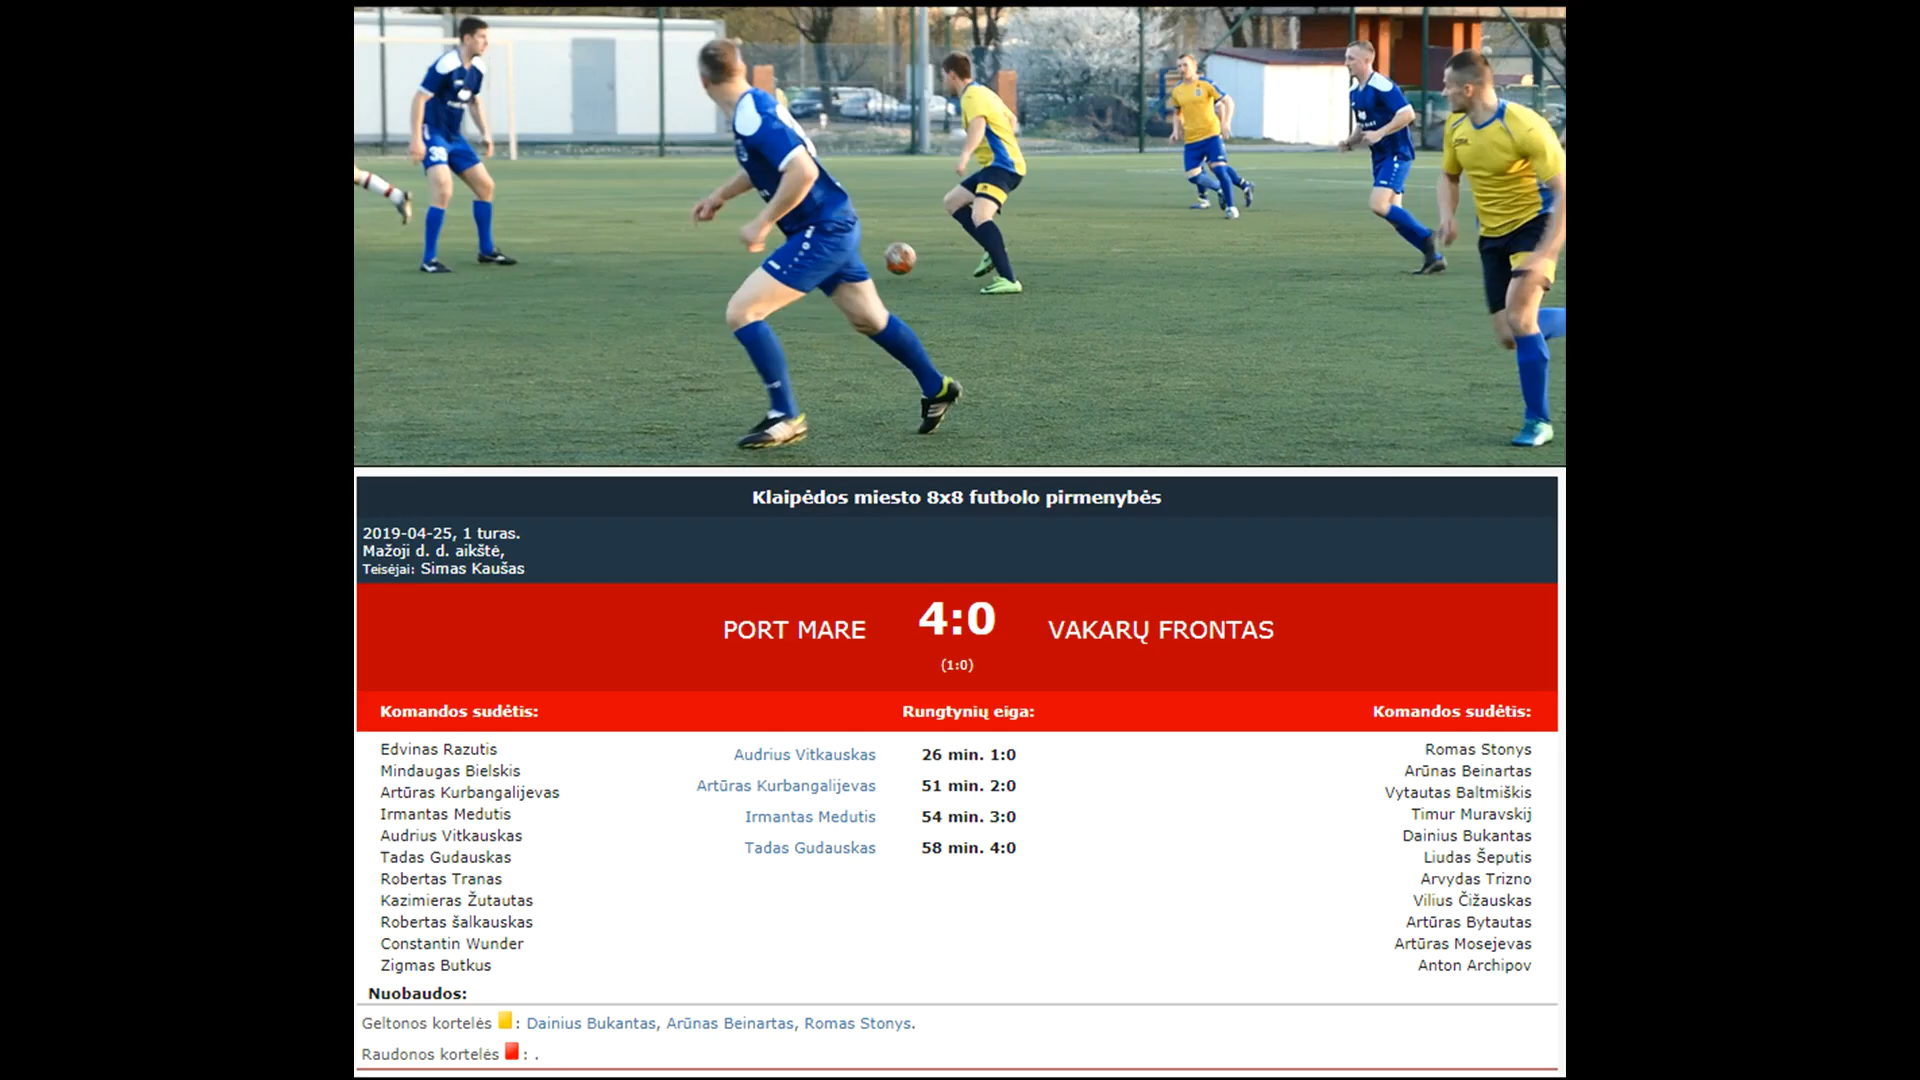 Klaipėdos miesto 8x8 futbolo pirmenybės
2019-04-25, 1 turas.
Mažoji d. d. aikštė,
Teisėjai: Simas Kaušas
PORT MARE 4:0 VAKARŲ FRONTAS
(1:0)
Komandos sudėtis: Rungtynių eiga: Komandos sudėtis:
Edvinas Razutis
Mindaugas Bielskis
Artūras Kurbangalijevas
Irmantas Medutis
Audrius Vitkauskas
Tadas Gudauskas
Robertas Tranas
Kazimieras Žutautas
Robertas šalkauskas
Constantin Wunder
Zigmas Butkus
Audrius Vitkauskas 26 min. 1:0
Artūras Kurbangalijevas 51 min. 2:0
Irmantas Medutis 54 min. 3:0
Tadas Gudauskas 58 min. 4:0
Romas Stonys
Arūnas Beinartas
Vytautas Baltmiškis
Timur Muravskij
Dainius Bukantas
Liudas Šeputis
Arvydas Trizno
Vilius Čižauskas
Artūras Bytautas
Artūras Mosejevas
Anton Archipov
Nuobaudos:
Geltonos kortelės : Dainius Bukantas, Arūnas Beinartas, Romas Stonys.
Raudonos kortelės : .